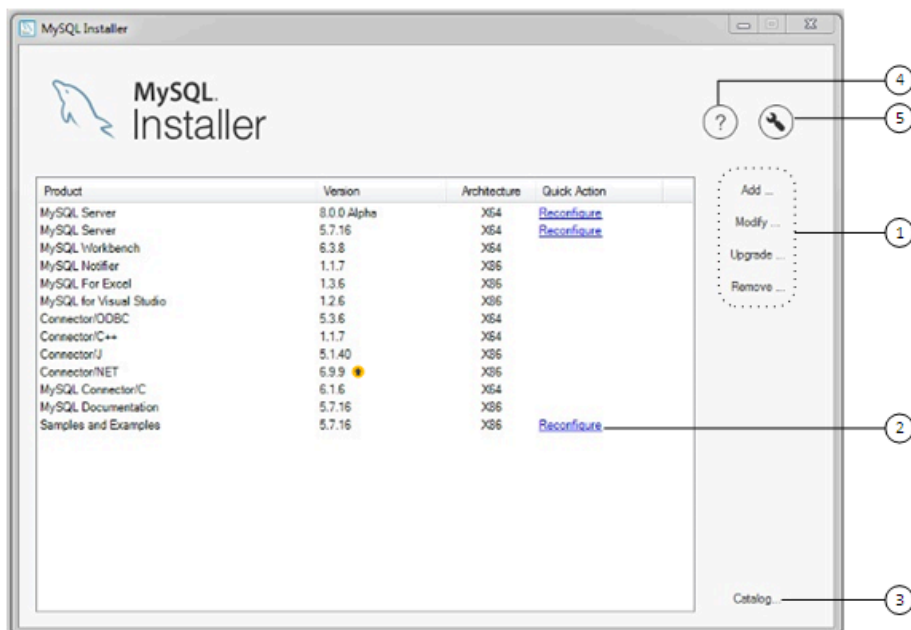 MySQL Installer
MySQL.
Installer
4
? 5
Product Version Architecture Quick Action
MySQL Server 8.0.0 Alpha X64 Reconfigure
MySQL Server 5.7.16 X64 Reconfigure
MySQL Workbench 6.3.8 X64
MySQL Notifier 1.1.7 X86
MySQL For Excel 1.3.6 X86
MySQL for Visual Studio 1.2.6 X86
Connector/ODBC 5.3.6 X64
Connector/C++ 1.1.7 X64
Connector/J 5.1.40 X86
Connector/NET 6.9.9 X86
MySQL Connector/C 6.1.6 X64
MySQL Documentation 5.7.16 X86
Samples and Examples 5.7.16 X86 Reconfigure
Add ...
Modify ...
Upgrade ...
Remove ...
1
2
Catalog...
3